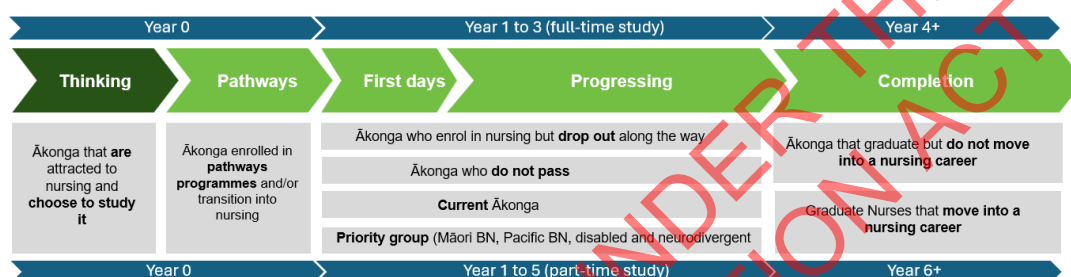 Year 0
Year 1 to 3 (full-time study)
Year 4+
Thinking
Pathways
First days
Progressing
Completion
Ākonga that are
attracted to
nursing and
choose to study
it
Ākonga enrolled in
pathways
programmes and/or
transition into
nursing
Ākonga who enrol in nursing but drop out along the way
Ākonga who do not pass
Current Ākonga
Priority group (Māori BN, Pacific BN, disabled and neurodivergent
Ākonga that graduate but do not move
into a nursing career
Graduate Nurses that move into a
nursing career
Year 0
Year 1 to 5 (part-time study)
Year 6+
UNDER TH
ION ACT